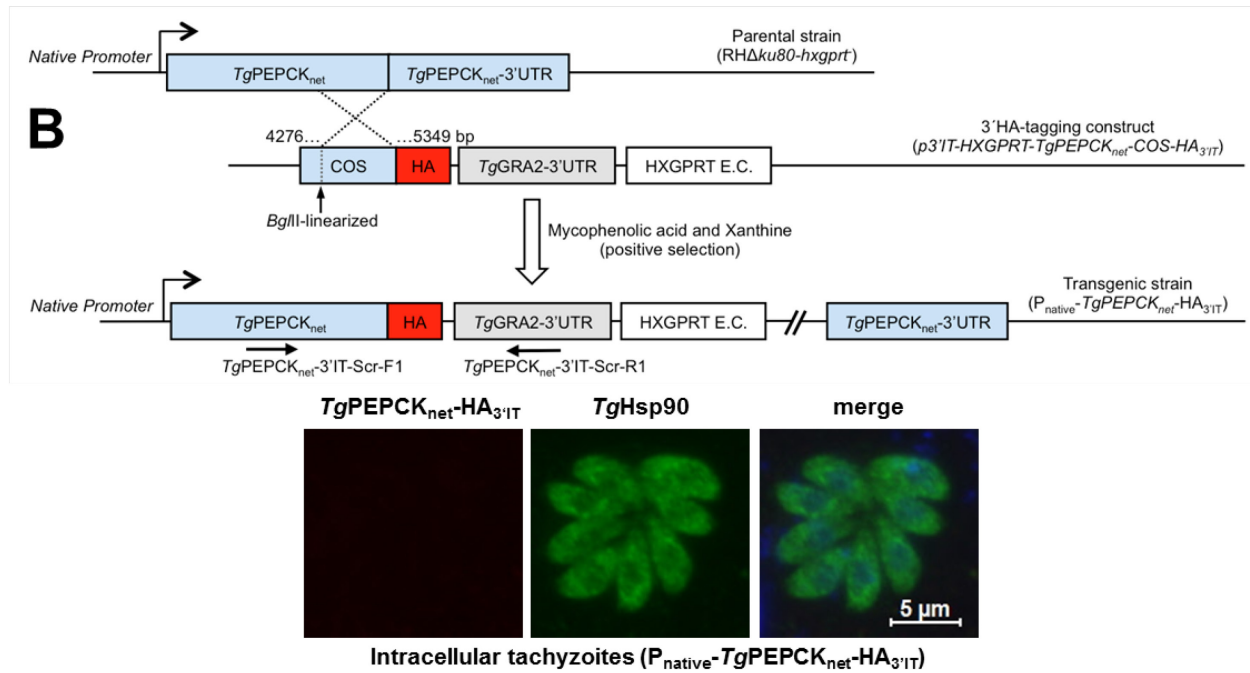 Native Promoter
TgPEPCKnet
TgPEPCKnet-3'UTR
Parental strain
(RHΔku80-hxgprt-)
B
4276...
...5349 bp
COS
HA
TgGRA2-3'UTR
HXGPRT E.C.
3´HA-tagging construct
(p3'IT-HXGPRT-TgPEPCKnet-COS-HA3'IT)
BglII-linearized
Mycophenolic acid and Xanthine
(positive selection)
Transgenic strain
(Pnative-TgPEPCKnet-HA3'IT)
Native Promoter
TgPEPCKnet
HA
TgGRA2-3'UTR
HXGPRT E.C.
TgPEPCKnet-3'UTR
TgPEPCKnet-3'IT-Scr-F1
TgPEPCKnet-3'IT-Scr-R1
TgPEPCKnet-HA3'IT
TgHsp90
merge
5 µm
Intracellular tachyzoites (Pnative-TgPEPCKnet-HA3'IT)